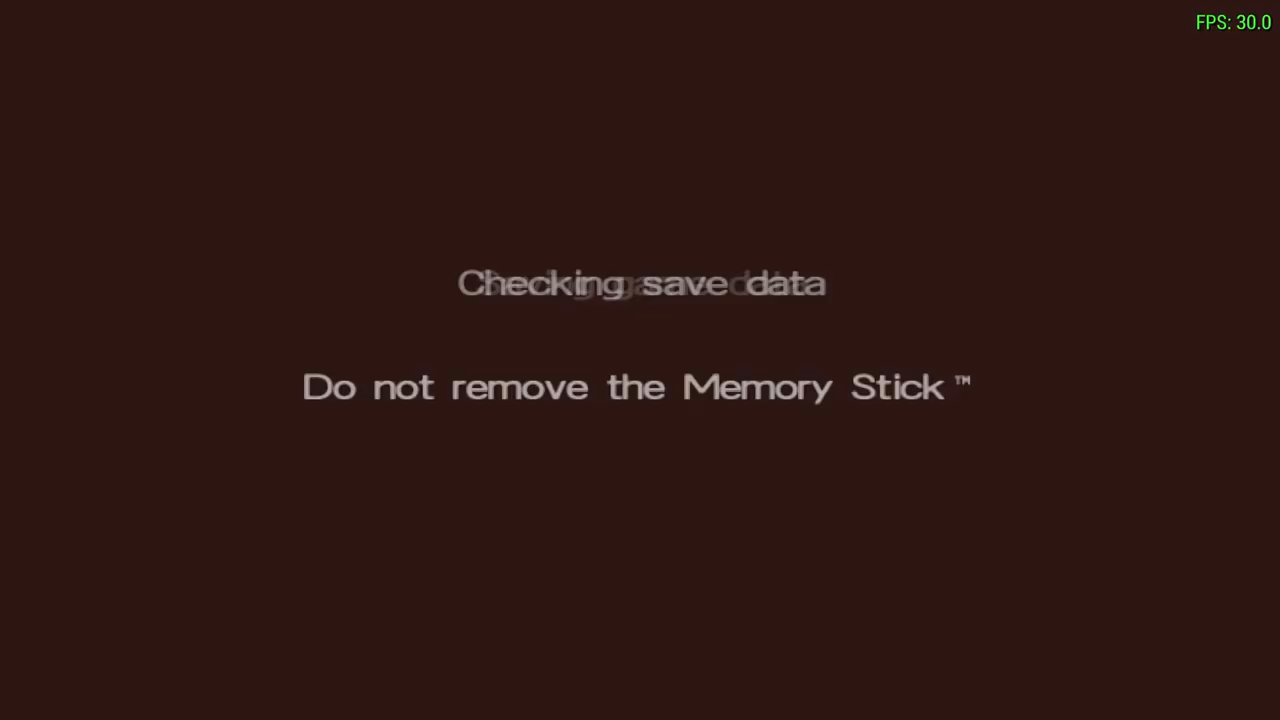 FPS: 30.0
Checking save data
Do not remove the Memory Stick™